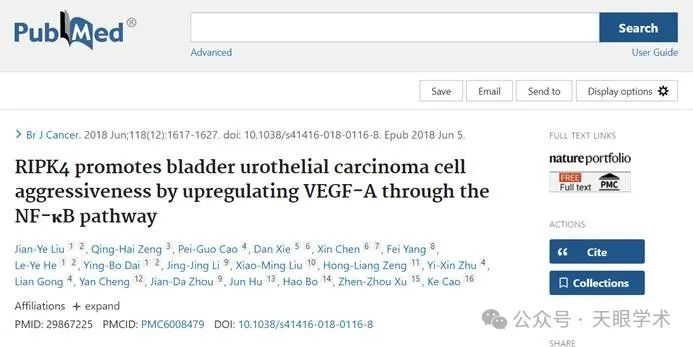 PubMed®
Search
Advanced
User Guide
Save
Email
Send to
Display options
Br J Cancer. 2018 Jun;118(12):1617-1627. doi: 10.1038/s41416-018-0116-8. Epub 2018 Jun 5.
RIPK4 promotes bladder urothelial carcinoma cell
aggressiveness by upregulating VEGF-A through the
NF-κB pathway
Jian-Ye Liu 1 2, Qing-Hai Zeng 3, Pei-Guo Cao 4, Dan Xie 5 6, Xin Chen 6 7, Fei Yang 8,
Le-Ye He 1 2, Ying-Bo Dai 1 2, Jing-Jing Li 9, Xiao-Ming Liu 10, Hong-Liang Zeng 11, Yi-Xin Zhu 4,
Lian Gong 4, Yan Cheng 12, Jian-Da Zhou 9, Jun Hu 13, Hao Bo 14, Zhen-Zhou Xu 15, Ke Cao 16
Affiliations + expand
PMID: 29867225 PMCID: PMC6008479 DOI: 10.1038/s41416-018-0116-8
FULL TEXT LINKS
nature portfolio
FREE
Full text
PMC
ACTIONS
Cite
Collections
SHARE
公众号 · 天眼学术